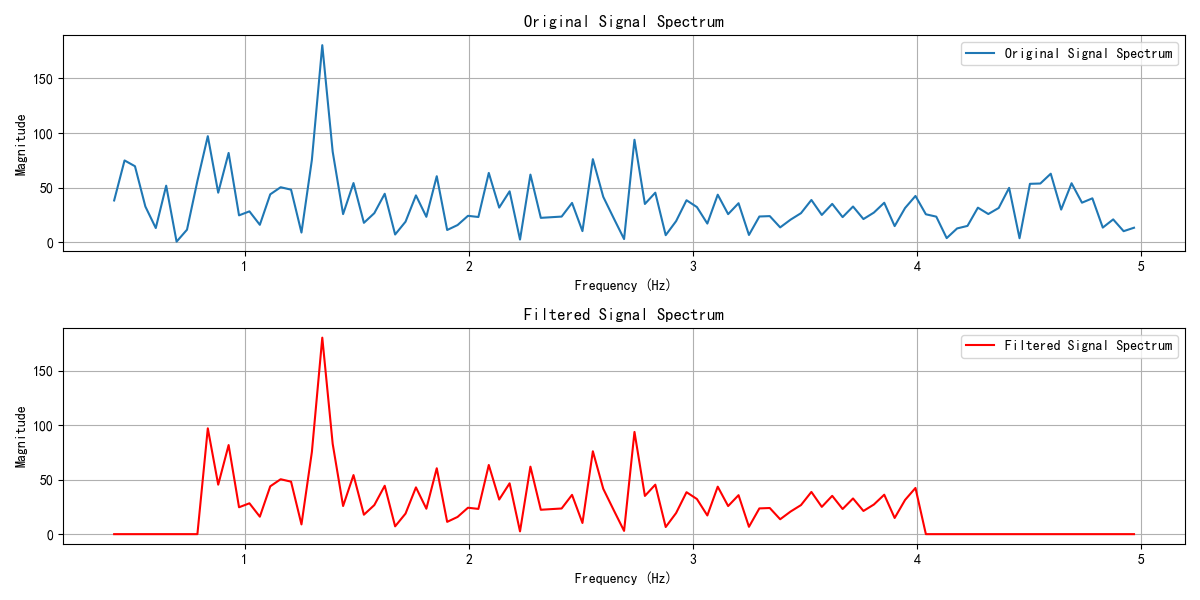 Original Signal Spectrum
Original Signal Spectrum
Magnitude
150
100
50
0
1 2 3 4 5
Frequency (Hz)
Filtered Signal Spectrum
Filtered Signal Spectrum
Magnitude
150
100
50
0
1 2 3 4 5
Frequency (Hz)